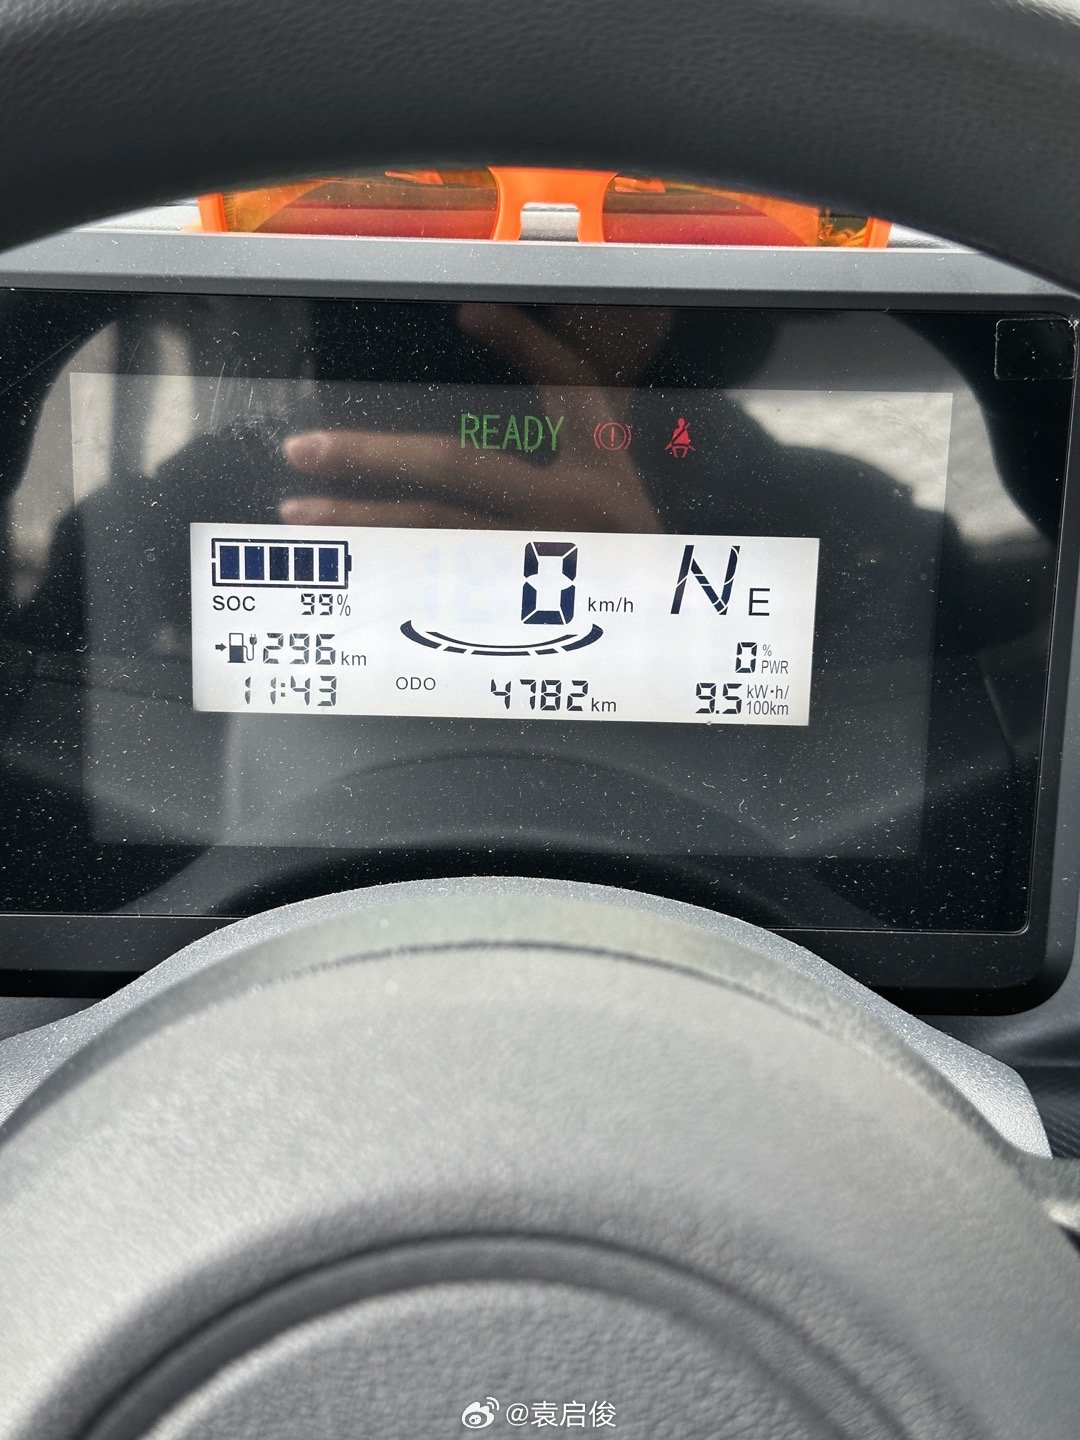 READY
0 km/h
N E
SOC 99%
296 km
0 % PWR
11:43
ODO 4782 km
9.5 kW·h/100km
@袁启俊